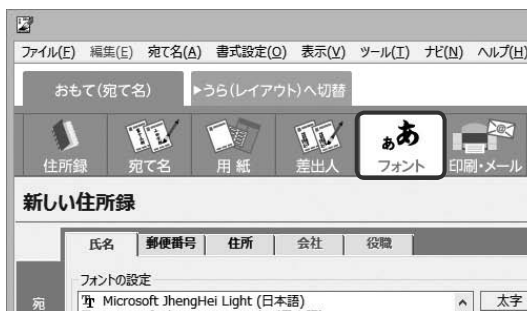 ファイル(F) 編集(E) 宛て名(A) 書式設定(O) 表示(V) ツール(T) ナビ(N) ヘルプ(H)
おもて(宛て名) ▶うら(レイアウト)へ切替
住所録 宛て名 用紙 差出人 フォント 印刷・メール
新しい住所録
氏名 郵便番号 住所 会社 役職
フォントの設定
宛 Microsoft JhengHei Light (日本語) 太字